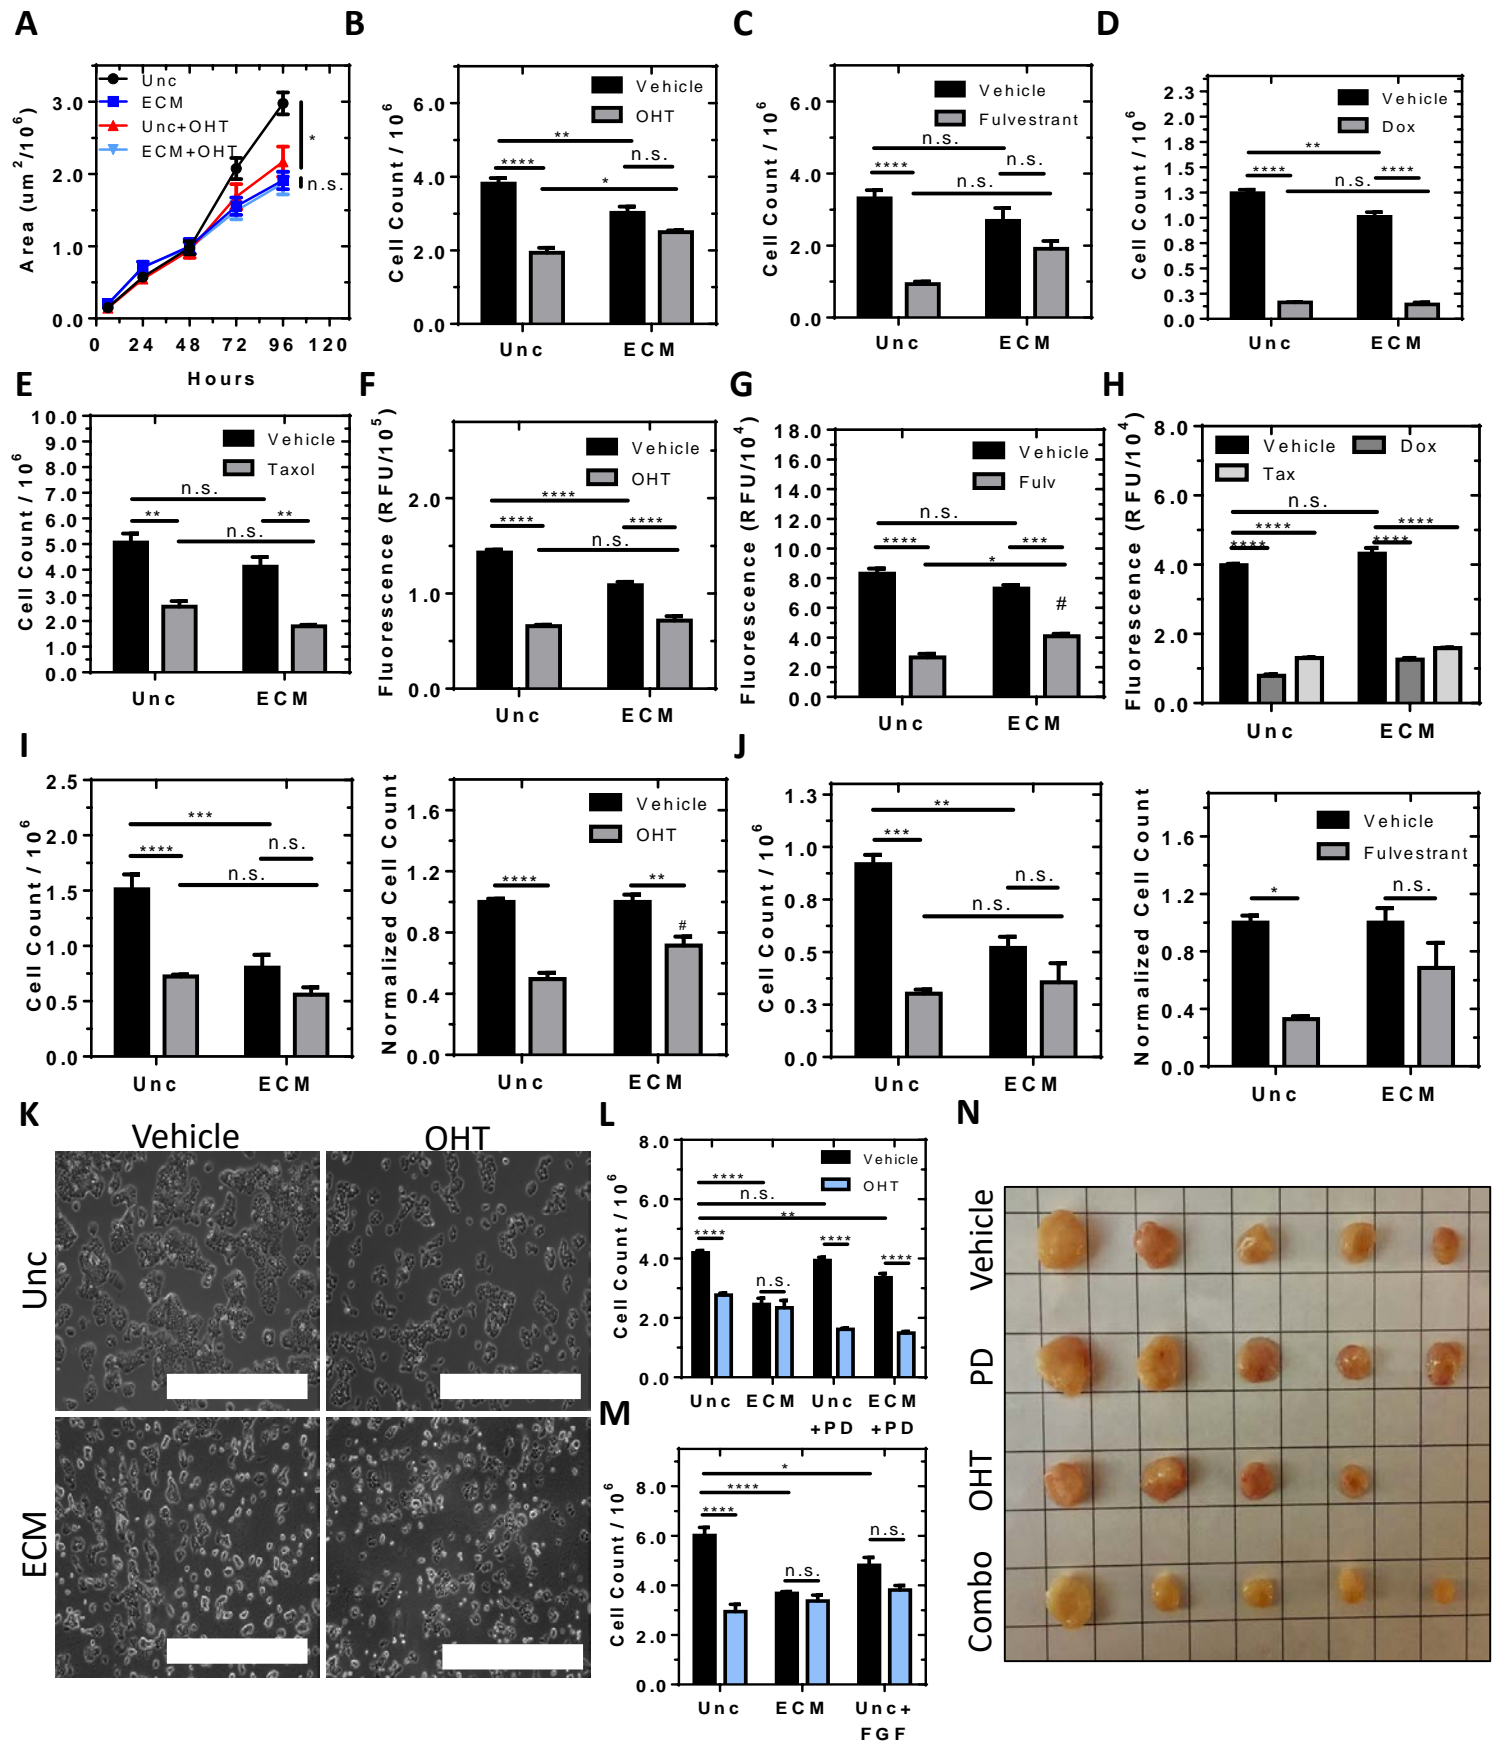 A
Area (um²/10⁶)
3.0
2.0
1.0
0.0
Unc
ECM
Unc+OHT
ECM+OHT
*
n.s.
0 24 48 72 96 120
Hours
B
Cell Count / 10⁶
6.0
4.0
2.0
0.0
Vehicle
OHT
**
**** n.s.
*
Unc ECM
C
Cell Count / 10⁶
6.0
4.0
2.0
0.0
Vehicle
Fulvestrant
n.s.
**** n.s.
n.s.
Unc ECM
D
Cell Count / 10⁶
2.3
2.0
1.8
1.5
1.3
1.0
0.8
0.5
0.3
0.0
Vehicle
Dox
**
**** ****
n.s.
Unc ECM
E
Cell Count / 10⁶
10.0
9.0
8.0
7.0
6.0
5.0
4.0
3.0
2.0
1.0
0.0
Vehicle
Taxol
n.s.
** **
n.s.
Unc ECM
F
Fluorescence (RFU/10⁵)
2.0
1.0
0.0
Vehicle
OHT
****
**** ****
n.s.
Unc ECM
G
Fluorescence (RFU/10⁴)
18.0
16.0
14.0
12.0
10.0
8.0
6.0
4.0
2.0
0.0
Vehicle
Fulv
n.s.
**** ***
*
#
Unc ECM
H
Fluorescence (RFU/10⁴)
8.0
6.0
4.0
2.0
0.0
Vehicle Dox
Tax
n.s.
**** ****
**** ****
Unc ECM
I
Cell Count / 10⁶
2.5
2.0
1.5
1.0
0.5
0.0
***
**** n.s.
n.s.
Unc ECM
Normalized Cell Count
1.6
1.2
0.8
0.4
0.0
Vehicle
OHT
**** **
#
Unc ECM
J
Cell Count / 10⁶
1.3
1.0
0.8
0.5
0.3
0.0
**
***
n.s.
n.s.
Unc ECM
Normalized Cell Count
1.6
1.2
0.8
0.4
0.0
Vehicle
Fulvestrant
* n.s.
Unc ECM
K
Vehicle OHT
Unc
ECM
L
Cell Count / 10⁶
8.0
6.0
4.0
2.0
0.0
Vehicle
OHT
****
n.s.
**
**** n.s. **** ****
Unc ECM Unc ECM
+PD +PD
M
Cell Count / 10⁶
8.0
6.0
4.0
2.0
0.0
*
****
**** n.s. n.s.
Unc ECM Unc+
FGF
N
Vehicle
PD
OHT
Combo